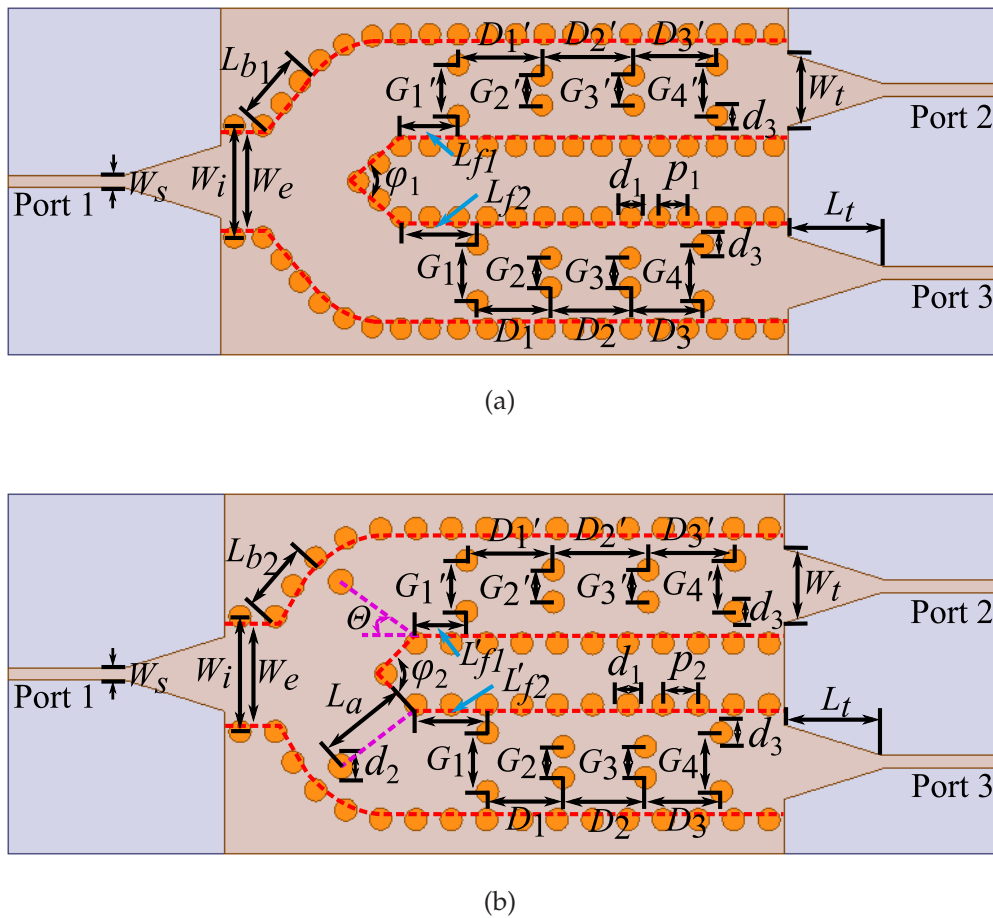 D1′ D2′ D3′
Lb1
G1′ G2′ G3′ G4′ Wt
d3 Port 2
Lf1
Ws Wi We φ1 d1 p1
Port 1 Lf2 Lt
G1 G2 G3 G4 d3
Port 3
D1 D2 D3
(a)
D1′ D2′ D3′
Lb2
G1′ G2′ G3′ G4′ Wt
Θ d3 Port 2
L′f1
Ws Wi We φ2 d1 p2
Port 1 La L′f2 Lt
d3
d2 G1 G2 G3 G4
Port 3
D1 D2 D3
(b)